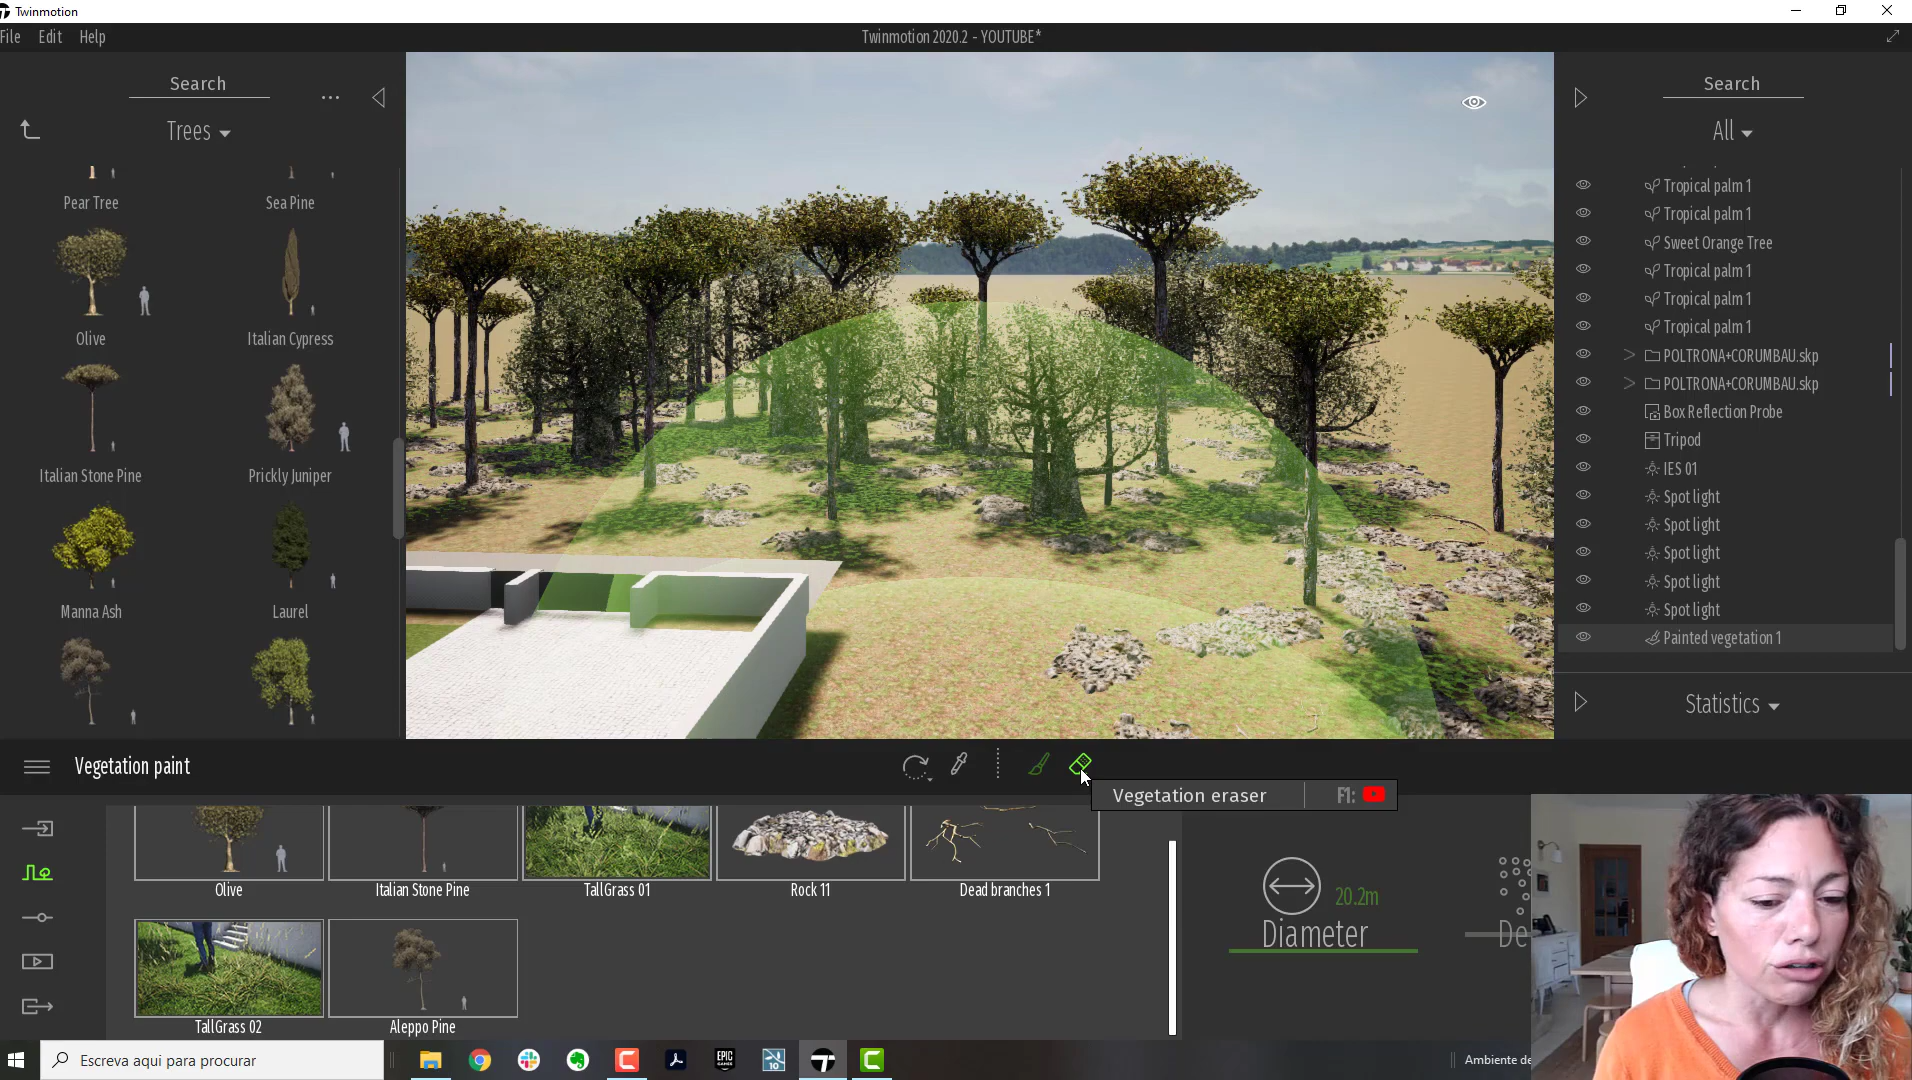 Twinmotion
File Edit Help
Twinmotion 2020.2 - YOUTUBE*
Search
Trees
Pear Tree
Sea Pine
Olive
Italian Cypress
Italian Stone Pine
Prickly Juniper
Manna Ash
Laurel
Search
All
Tropical palm 1
Tropical palm 1
Sweet Orange Tree
Tropical palm 1
Tropical palm 1
Tropical palm 1
POLTRONA+CORUMBAU.skp
POLTRONA+CORUMBAU.skp
Box Reflection Probe
Tripod
IES 01
Spot light
Spot light
Spot light
Spot light
Spot light
Painted vegetation 1
Statistics
Vegetation paint
Vegetation eraser F1:
Olive
Italian Stone Pine
TallGrass 01
Rock 11
Dead branches 1
TallGrass 02
Aleppo Pine
20.2m
Diameter
De
Escreva aqui para procurar
EPIC
GAMES
10
Ambiente de